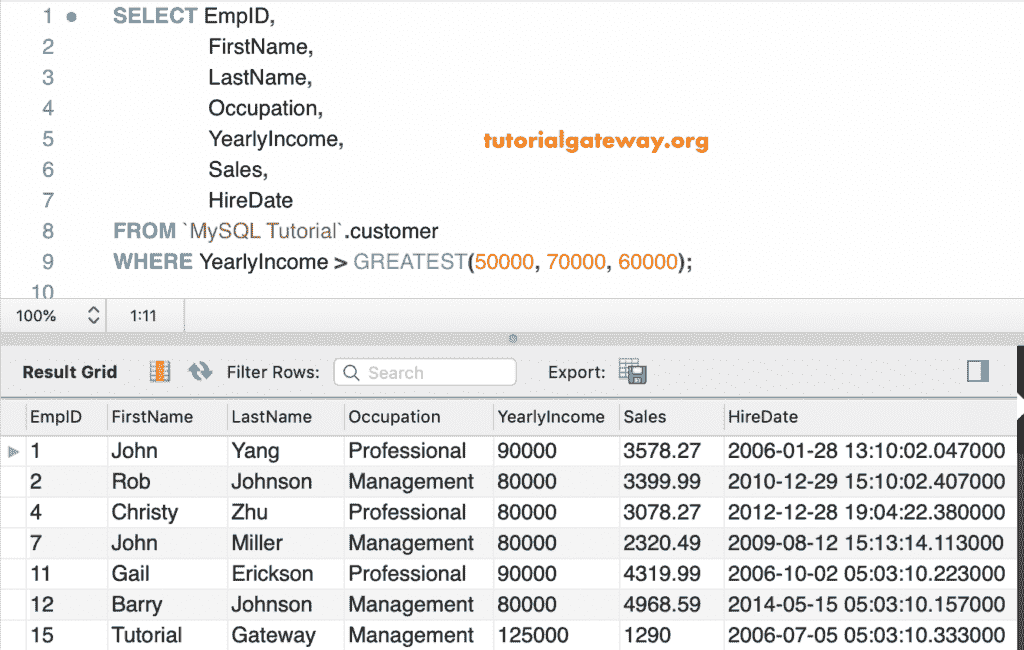 1 SELECT EmpID,
2 FirstName,
3 LastName,
4 Occupation,
5 YearlyIncome, tutorialgateway.org
6 Sales,
7 HireDate
8 FROM `MySQL Tutorial`.customer
9 WHERE YearlyIncome > GREATEST(50000, 70000, 60000);
10
100% 1:11
Result Grid Filter Rows: Search Export:
EmpID FirstName LastName Occupation YearlyIncome Sales HireDate
1 John Yang Professional 90000 3578.27 2006-01-28 13:10:02.047000
2 Rob Johnson Management 80000 3399.99 2010-12-29 15:10:02.407000
4 Christy Zhu Professional 80000 3078.27 2012-12-28 19:04:22.380000
7 John Miller Management 80000 2320.49 2009-08-12 15:13:14.113000
11 Gail Erickson Professional 90000 4319.99 2006-10-02 05:03:10.223000
12 Barry Johnson Management 80000 4968.59 2014-05-15 05:03:10.157000
15 Tutorial Gateway Management 125000 1290 2006-07-05 05:03:10.333000